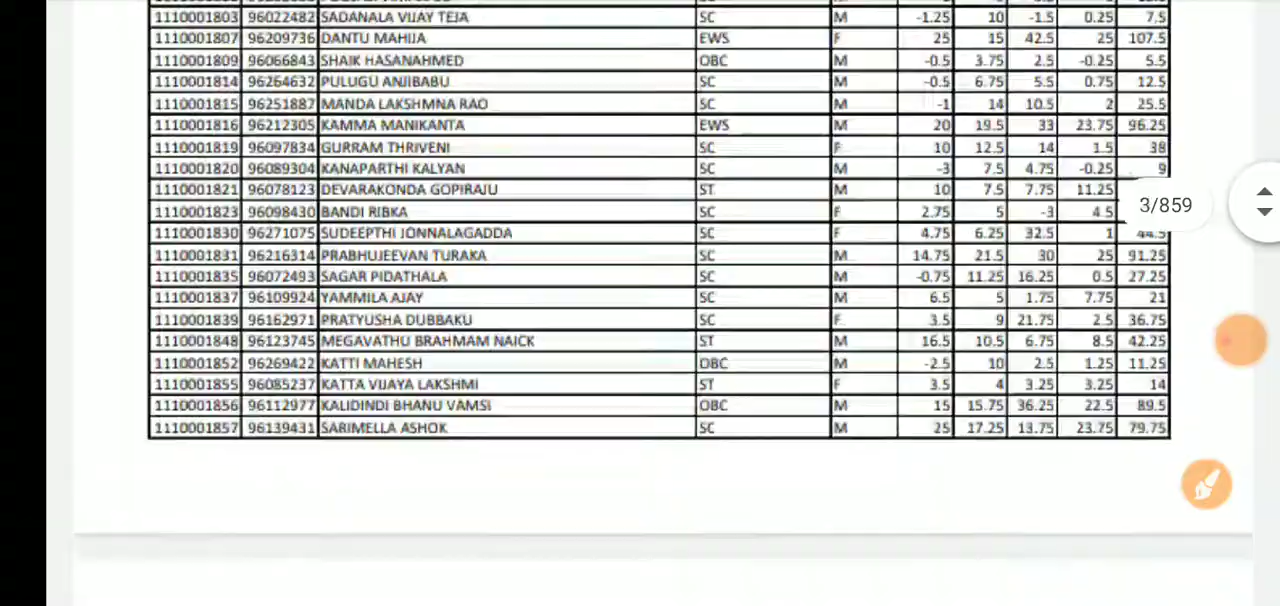 1110001803 96022482 SADANALA VIJAY TEJA SC M -1.25 10 -1.5 0.25 7.5
1110001807 96209736 DANTU MAHIJA EWS F 25 15 42.5 25 107.5
1110001809 96066843 SHAIK HASANAHMED OBC M -0.5 3.75 2.5 -0.25 5.5
1110001814 96264632 PULUGU ANJIBABU SC M -0.5 6.75 5.5 0.75 12.5
1110001815 96251887 MANDA LAKSHMNA RAO SC M -1 14 10.5 2 25.5
1110001816 96212305 KAMMA MANIKANTA EWS M 20 19.5 33 23.75 96.25
1110001819 96097834 GURRAM THRIVENI SC F 10 12.5 14 1.5 38
1110001820 96089304 KANAPARTHI KALYAN SC M -3 7.5 4.75 -0.25 9
1110001821 96078123 DEVARAKONDA GOPIRAJU ST M 10 7.5 7.75 11.25
3/859
1110001823 96098430 BANDI RIBKA SC F 2.75 5 -3 4.5
1110001830 96271075 SUDEEPTHI JONNALAGADDA SC F 4.75 6.25 32.5 1 44.5
1110001831 96216314 PRABHUJEEVAN TURAKA SC M 14.75 21.5 30 25 91.25
1110001835 96072493 SAGAR PIDATHALA SC M -0.75 11.25 16.25 0.5 27.25
1110001837 96109924 YAMMILA AJAY SC M 6.5 5 1.75 7.75 21
1110001839 96162971 PRATYUSHA DUBBAKU SC F 3.5 9 21.75 2.5 36.75
1110001848 96123745 MEGAVATHU BRAHMAM NAICK ST M 16.5 10.5 6.75 8.5 42.25
1110001852 96269422 KATTI MAHESH OBC M -2.5 10 2.5 1.25 11.25
1110001855 96085237 KATTA VIJAYA LAKSHMI ST F 3.5 4 3.25 3.25 14
1110001856 96112977 KALIDINDI BHANU VAMSI OBC M 15 15.75 36.25 22.5 89.5
1110001857 96139431 SARIMELLA ASHOK SC M 25 17.25 13.75 23.75 79.75